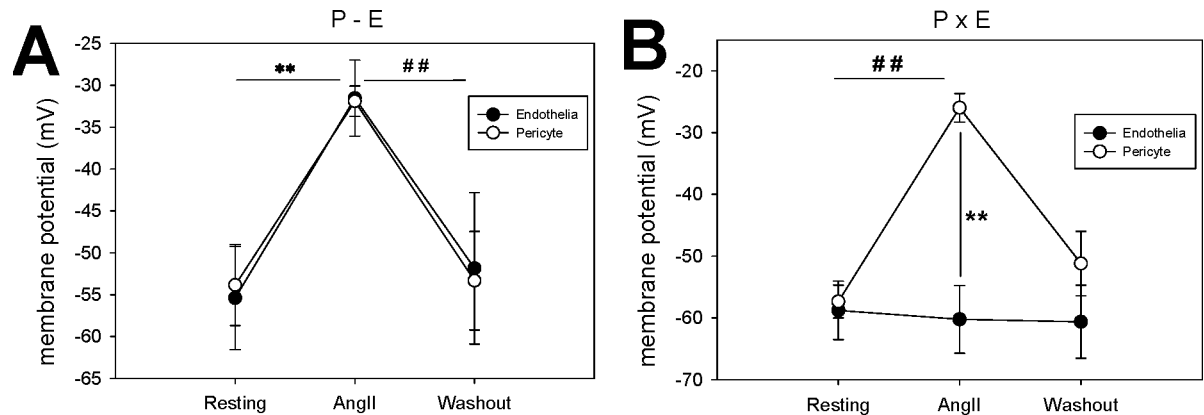 A
P - E
-25
-30
-35
-40
-45
-50
-55
-60
-65
membrane potential (mV)
**
##
Endothelia
Pericyte
Resting
AngII
Washout
B
P x E
-20
-30
-40
-50
-60
-70
membrane potential (mV)
##
Endothelia
Pericyte
**
Resting
AngII
Washout